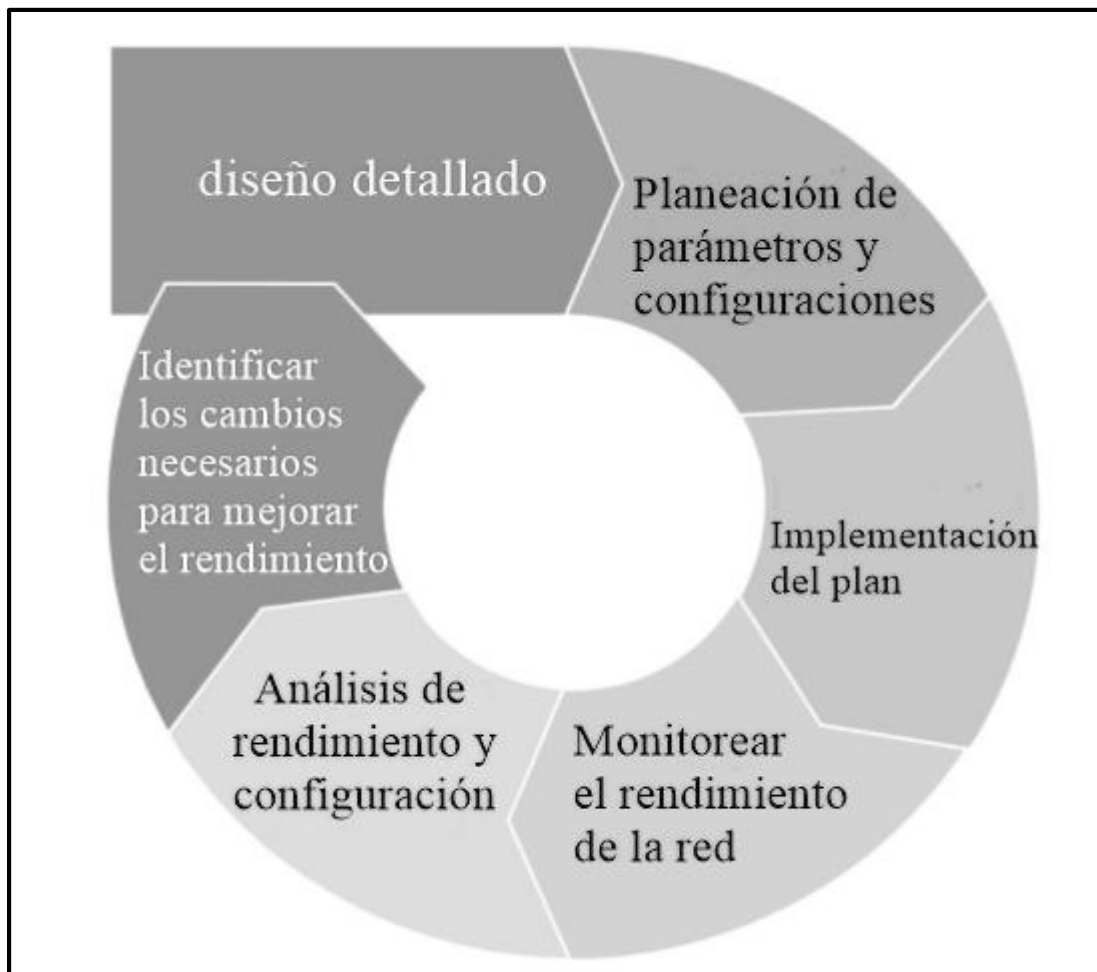 diseño detallado
Planeación de
parámetros y
configuraciones
Implementación
del plan
Monitorear
el rendimiento
de la red
Análisis de
rendimiento y
configuración
Identificar
los cambios
necesarios
para mejorar
el rendimiento